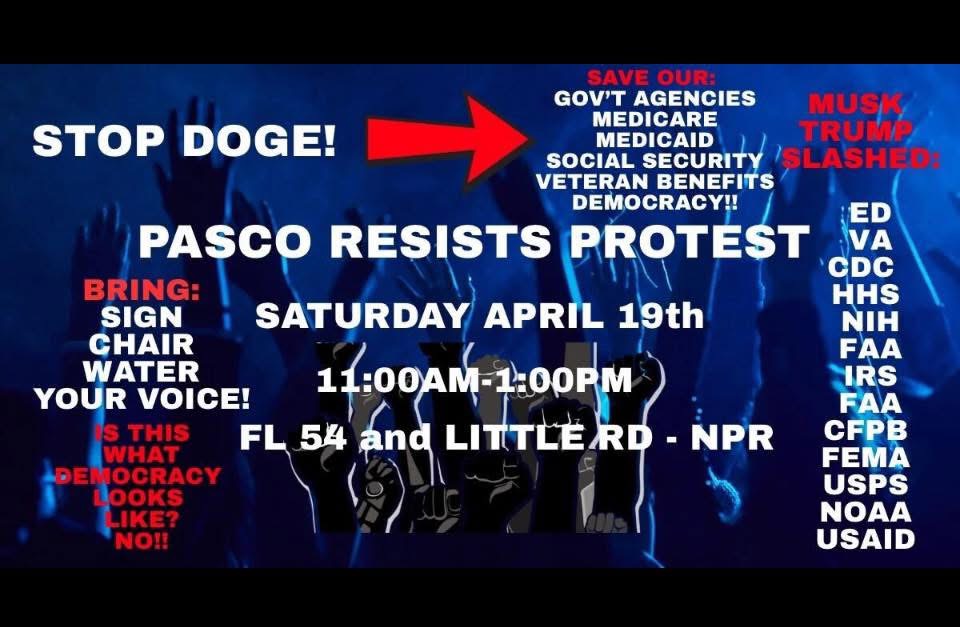 STOP DOGE!
SAVE OUR:
GOV'T AGENCIES
MEDICARE
MEDICAID
SOCIAL SECURITY
VETERAN BENEFITS
DEMOCRACY!!
MUSK
TRUMP
SLASHED:
ED
VA
CDC
HHS
NIH
FAA
IRS
FAA
CFPB
FEMA
USPS
NOAA
USAID
PASCO RESISTS PROTEST
SATURDAY APRIL 19th
11:00AM-1:00PM
FL 54 and LITTLE RD - NPR
BRING:
SIGN
CHAIR
WATER
YOUR VOICE!
IS THIS
WHAT
DEMOCRACY
LOOKS
LIKE?
NO!!